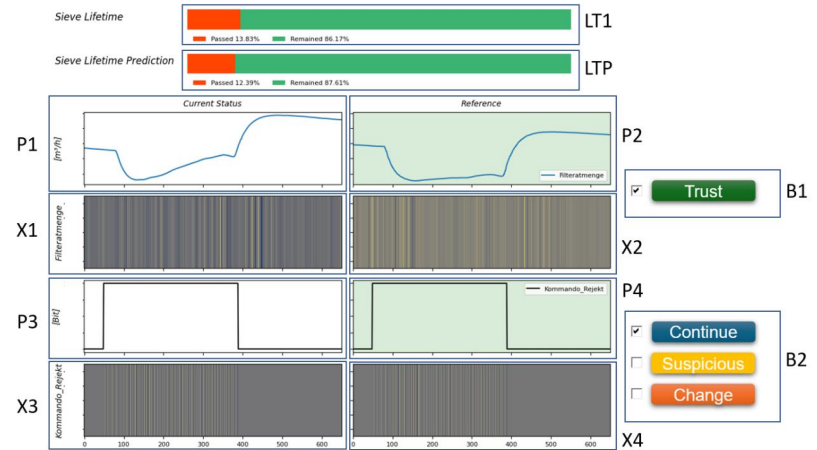 Sieve Lifetime
LT1
Passed 13.83% Remained 86.17%
Sieve Lifetime Prediction
LTP
Passed 12.39% Remained 87.61%
Current Status Reference
P1
[m³/h]
Filteratmenge
P2
Trust
B1
X1
Filteratmenge
X2
P3
[Bit]
Kommando_Rejekt
P4
Continue
Suspicious
Change
B2
X3
Kommando_Rejekt
0 100 200 300 400 500 600 0 100 200 300 400 500 600
X4